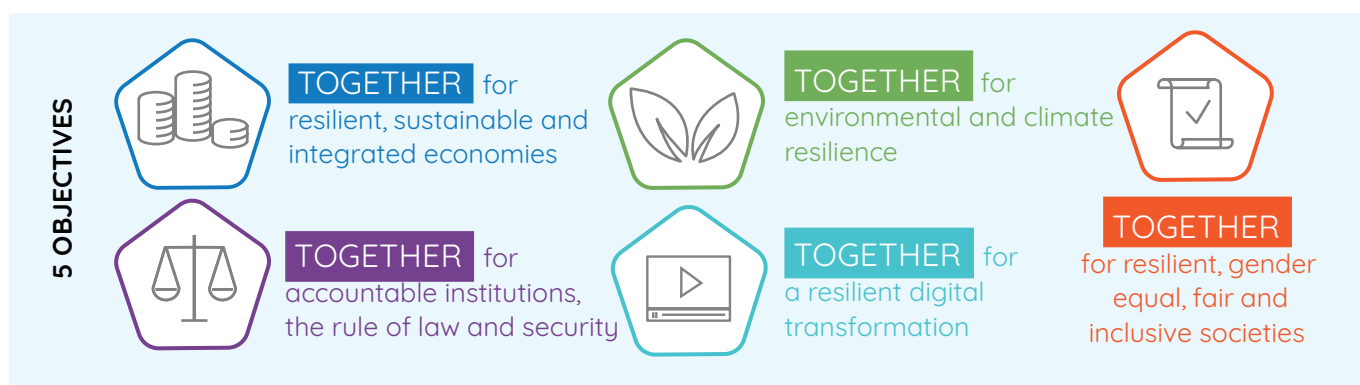 5 OBJECTIVES
TOGETHER for
resilient, sustainable and
integrated economies
TOGETHER for
accountable institutions,
the rule of law and security
TOGETHER for
environmental and climate
resilience
TOGETHER for
a resilient digital
transformation
TOGETHER
for resilient, gender
equal, fair and
inclusive societies